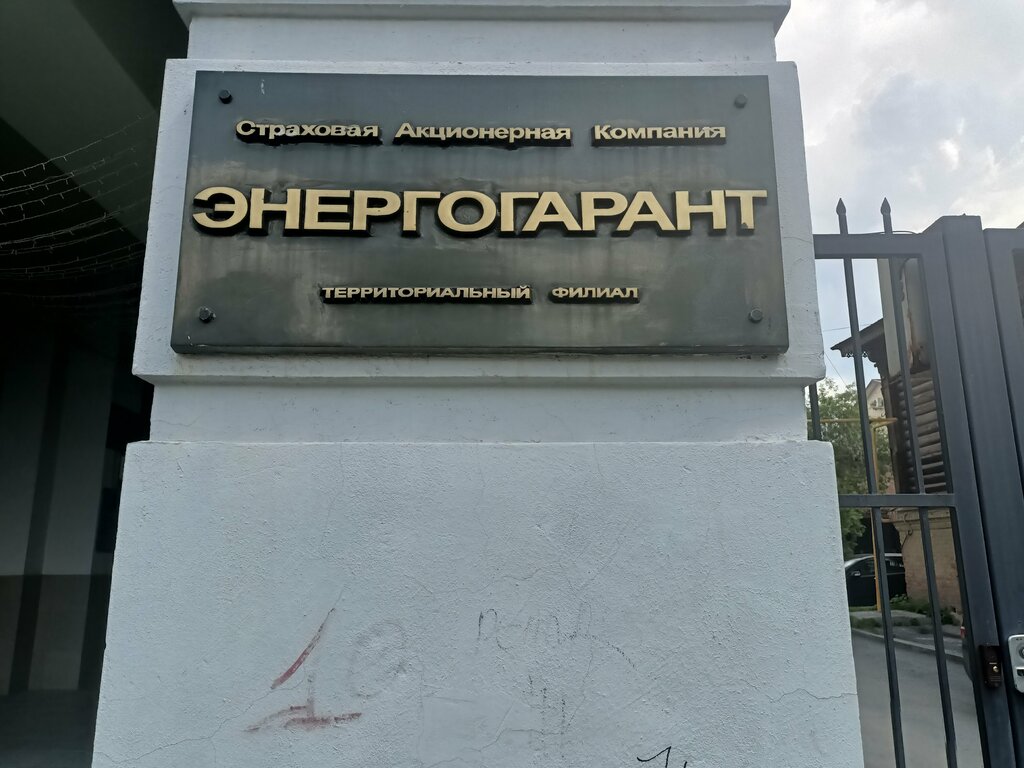 Страховая Акционерная Компания
ЭНЕРГОГАРАНТ
ТЕРРИТОРИАЛЬНЫЙ ФИЛИАЛ